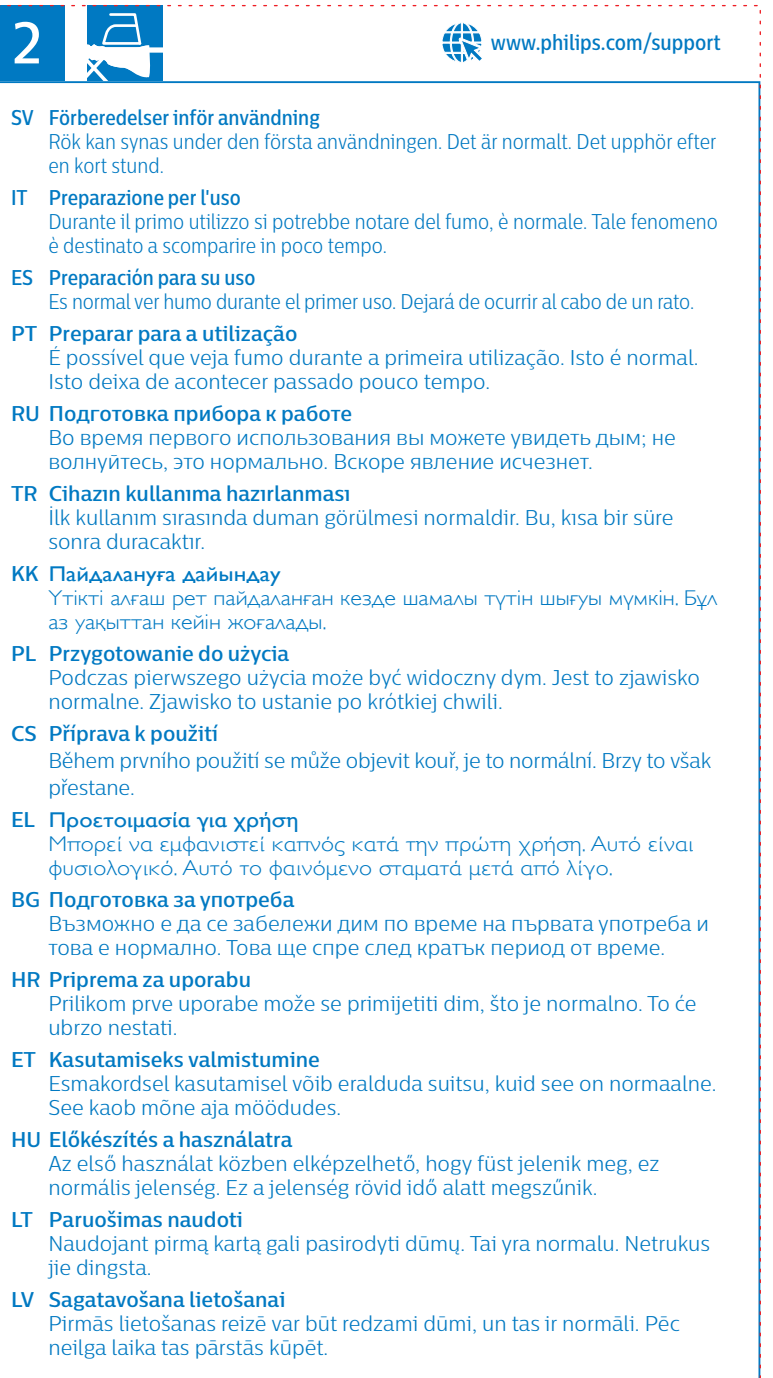 2
www.philips.com/support
SV Förberedelser inför användning
Rök kan synas under den första användningen. Det är normalt. Det upphör efter
en kort stund.
IT Preparazione per l'uso
Durante il primo utilizzo si potrebbe notare del fumo, è normale. Tale fenomeno
è destinato a scomparire in poco tempo.
ES Preparación para su uso
Es normal ver humo durante el primer uso. Dejará de ocurrir al cabo de un rato.
PT Preparar para a utilização
É possível que veja fumo durante a primeira utilização. Isto é normal.
Isto deixa de acontecer passado pouco tempo.
RU Подготовка прибора к работе
Во время первого использования вы можете увидеть дым; не
волнуйтесь, это нормально. Вскоре явление исчезнет.
TR Cihazın kullanıma hazırlanması
İlk kullanım sırasında duman görülmesi normaldir. Bu, kısa bir süre
sonra duracaktır.
KK Пайдалануға дайындау
Үтікті алғаш рет пайдаланған кезде шамалы түтін шығуы мүмкін. Бұл
аз уақыттан кейін жоғалады.
PL Przygotowanie do użycia
Podczas pierwszego użycia może być widoczny dym. Jest to zjawisko
normalne. Zjawisko to ustanie po krótkiej chwili.
CS Příprava k použití
Během prvního použití se může objevit kouř, je to normální. Brzy to však
přestane.
EL Προετοιμασία για χρήση
Μπορεί να εμφανιστεί καπνός κατά την πρώτη χρήση. Αυτό είναι
φυσιολογικό. Αυτό το φαινόμενο σταματά μετά από λίγο.
BG Подготовка за употреба
Възможно е да се забележи дим по време на първата употреба и
това е нормално. Това ще спре след кратък период от време.
HR Priprema za uporabu
Prilikom prve uporabe može se primijetiti dim, što je normalno. To će
ubrzo nestati.
ET Kasutamiseks valmistumine
Esmakordsel kasutamisel võib eralduda suitsu, kuid see on normaalne.
See kaob mõne aja möödudes.
HU Előkészítés a használatra
Az első használat közben elképzelhető, hogy füst jelenik meg, ez
normális jelenség. Ez a jelenség rövid idő alatt megszűnik.
LT Paruošimas naudoti
Naudojant pirmą kartą gali pasirodyti dūmų. Tai yra normalu. Netrukus
jie dingsta.
LV Sagatavošana lietošanai
Pirmās lietošanas reizē var būt redzami dūmi, un tas ir normāli. Pēc
neilga laika tas pārstās kūpēt.